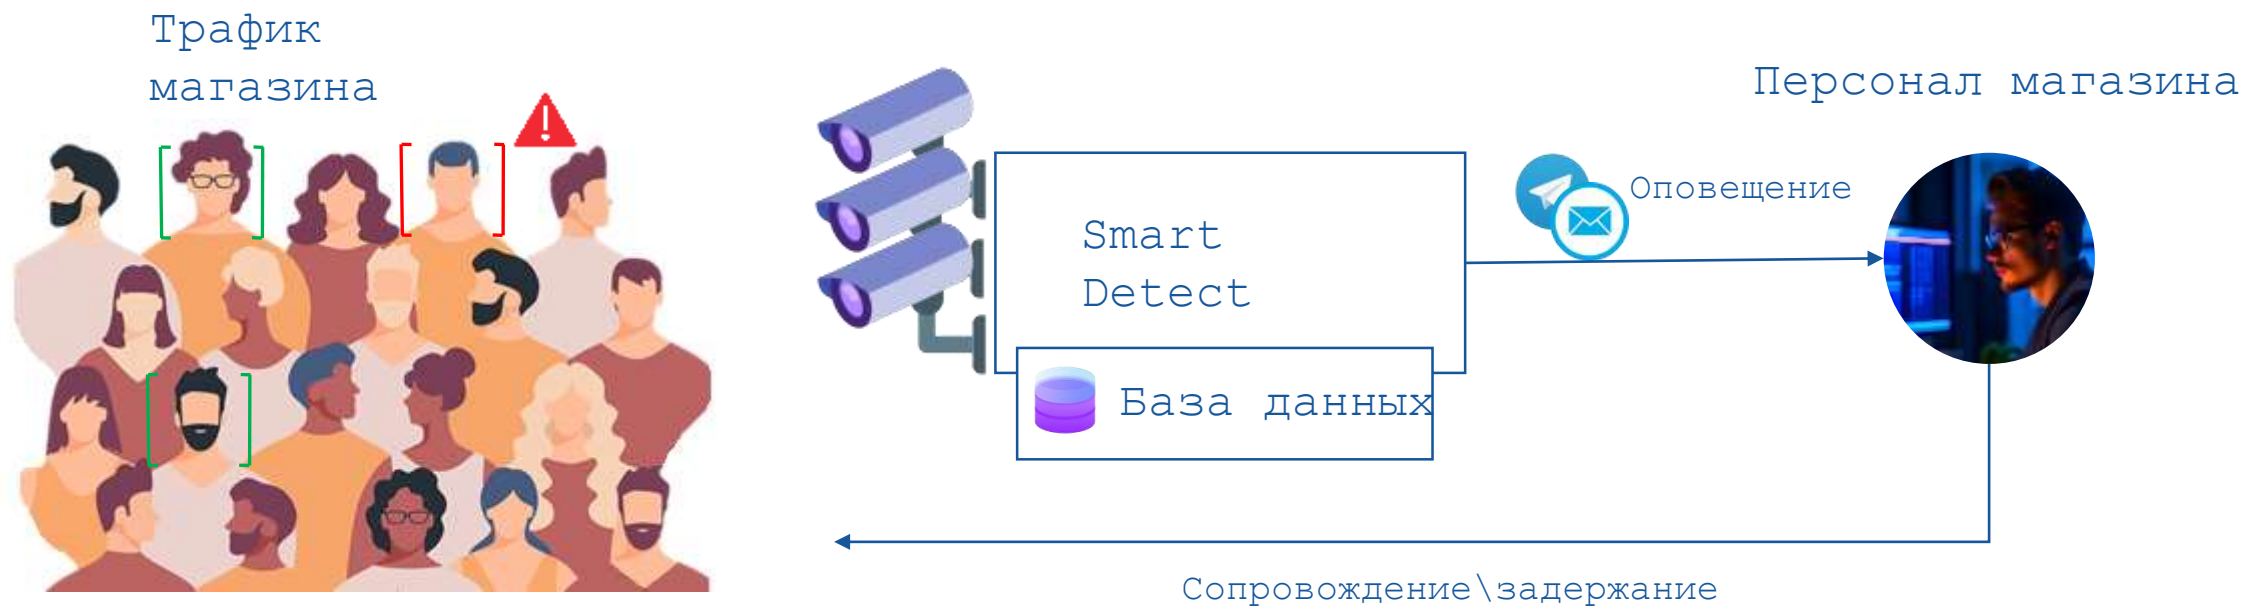 Трафик
магазина
Персонал магазина
Оповещение
Smart
Detect
База данных
Сопровождение\задержание